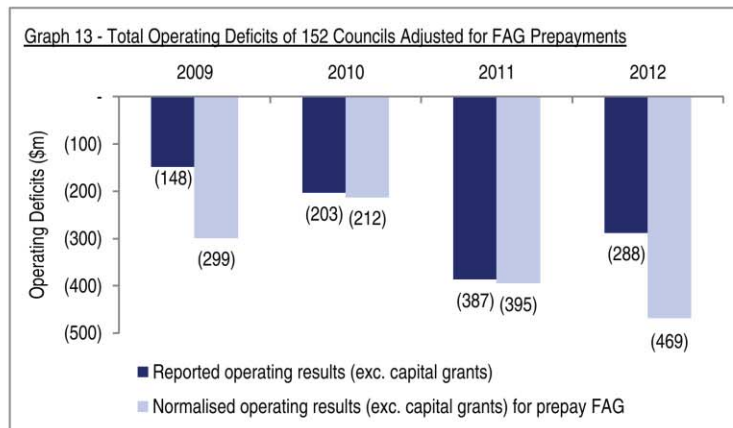 Graph 13 - Total Operating Deficits of 152 Councils Adjusted for FAG Prepayments
2009 2010 2011 2012
-
(100)
(200)
(300)
(400)
(500)
Operating Deficits ($m)
(148)
(299)
(203)
(212)
(387)
(395)
(288)
(469)
Reported operating results (exc. capital grants)
Normalised operating results (exc. capital grants) for prepay FAG